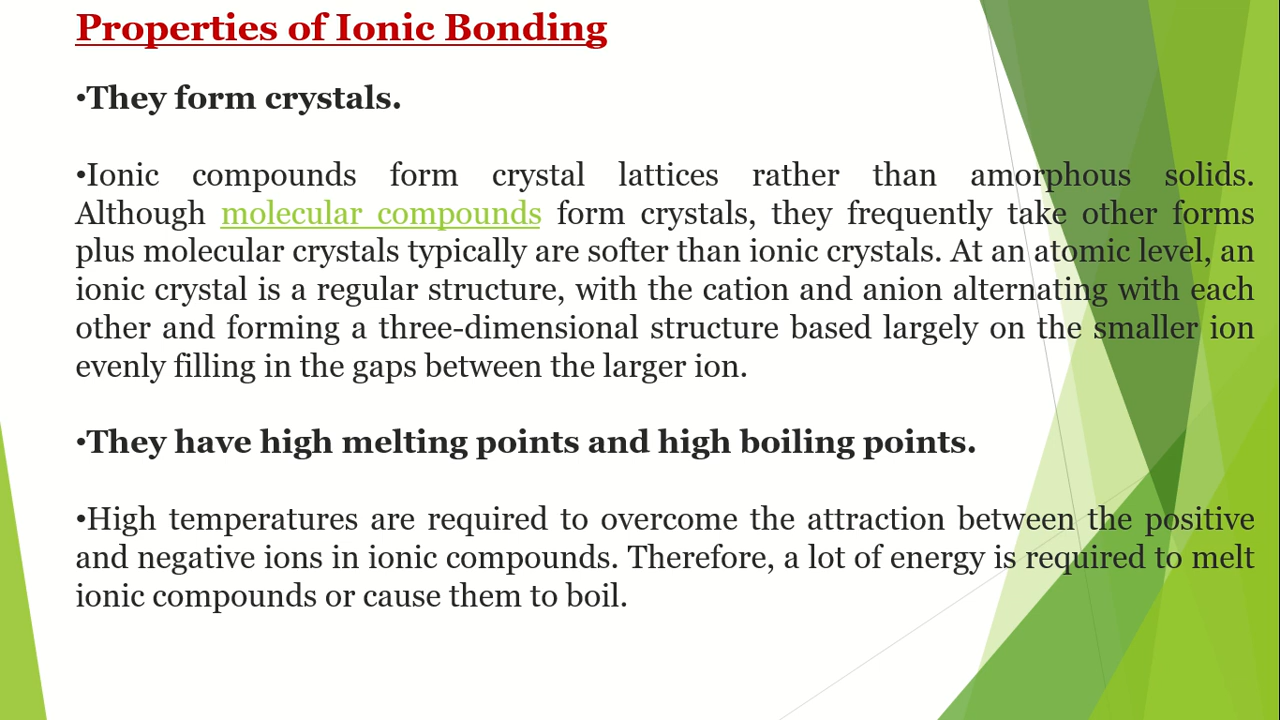 Properties of Ionic Bonding
•They form crystals.
•Ionic compounds form crystal lattices rather than amorphous solids.
Although molecular compounds form crystals, they frequently take other forms
plus molecular crystals typically are softer than ionic crystals. At an atomic level, an
ionic crystal is a regular structure, with the cation and anion alternating with each
other and forming a three-dimensional structure based largely on the smaller ion
evenly filling in the gaps between the larger ion.
•They have high melting points and high boiling points.
•High temperatures are required to overcome the attraction between the positive
and negative ions in ionic compounds. Therefore, a lot of energy is required to melt
ionic compounds or cause them to boil.